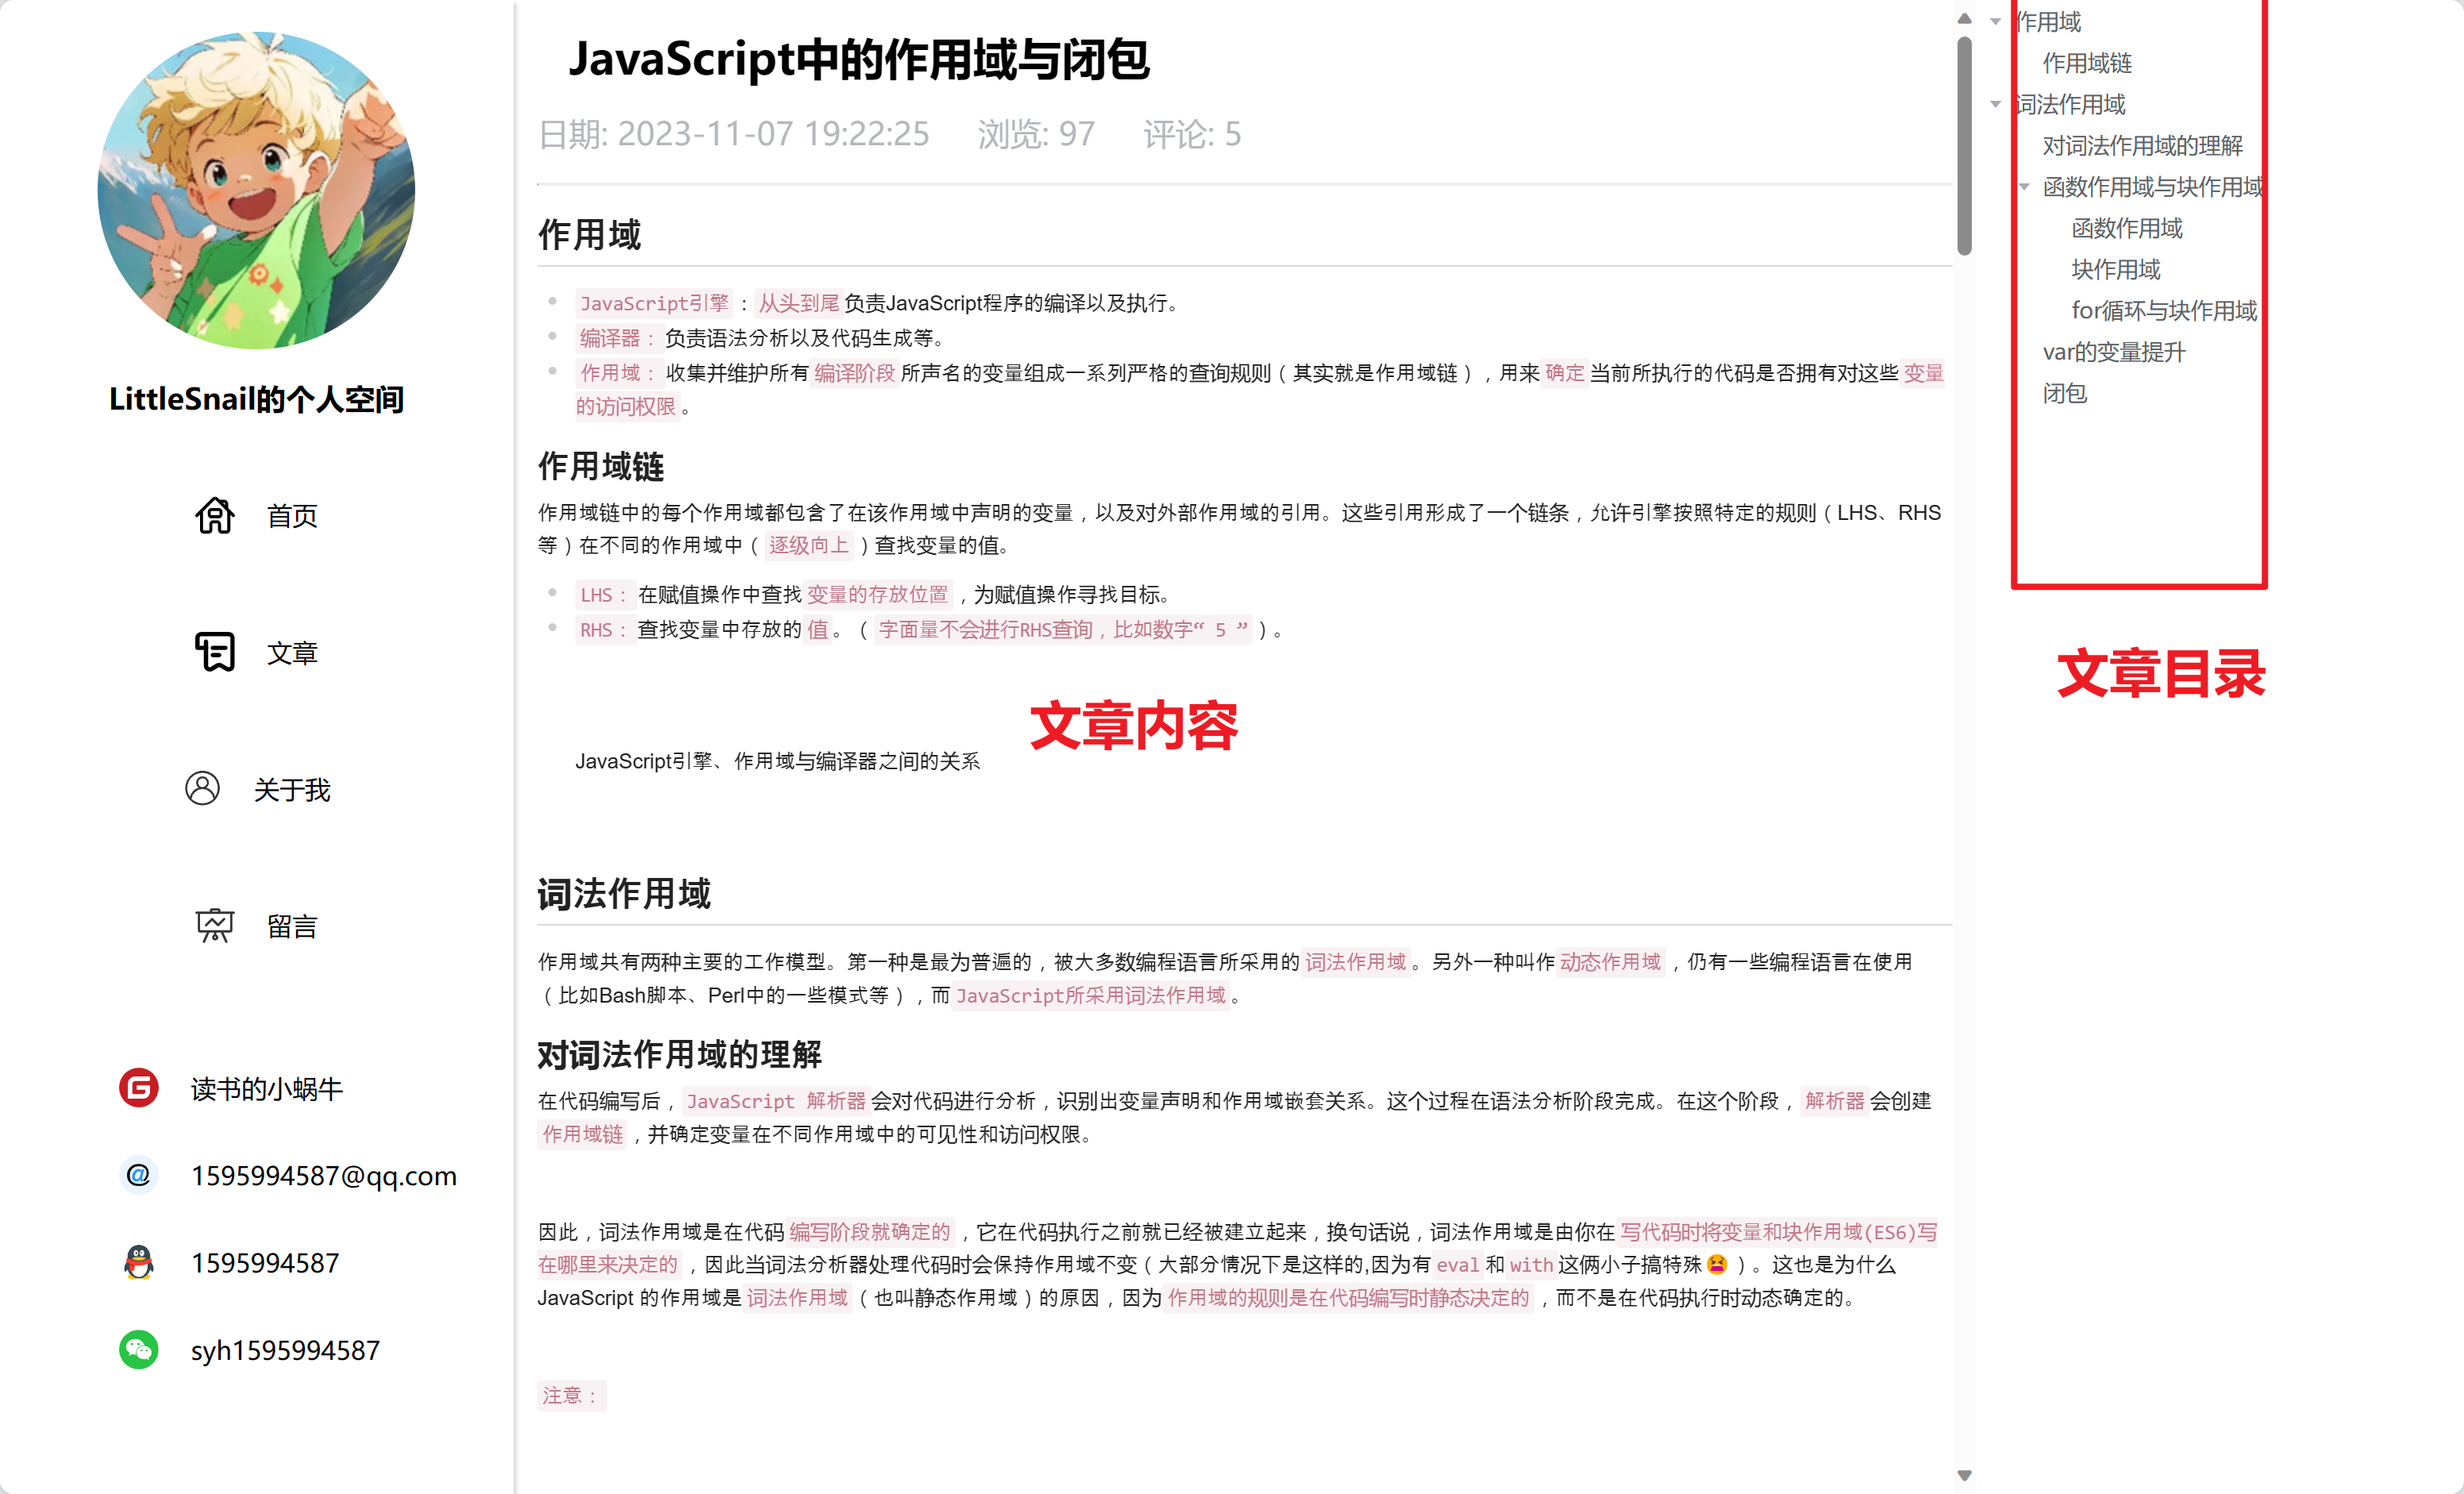 LittleSnail的个人空间
首页
文章
关于我
留言
读书的小蜗牛
1595994587@qq.com
1595994587
syh1595994587
JavaScript中的作用域与闭包
日期: 2023-11-07 19:22:25 浏览: 97 评论: 5
作用域
JavaScript引擎：从头到尾负责JavaScript程序的编译以及执行。
编译器：负责语法分析以及代码生成等。
作用域：收集并维护所有编译阶段所声名的变量组成一系列严格的查询规则（其实就是作用域链），用来确定当前所执行的代码是否拥有对这些变量
的访问权限。
作用域链
作用域链中的每个作用域都包含了在该作用域中声明的变量，以及对外部作用域的引用。这些引用形成了一个链条，允许引擎按照特定的规则（LHS、RHS
等）在不同的作用域中（逐级向上）查找变量的值。
LHS：在赋值操作中查找变量的存放位置，为赋值操作寻找目标。
RHS：查找变量中存放的值。（字面量不会进行RHS查询，比如数字“ 5 ”）。
文章内容
JavaScript引擎、作用域与编译器之间的关系
词法作用域
作用域共有两种主要的工作模型。第一种是最为普遍的，被大多数编程语言所采用的词法作用域。另外一种叫作动态作用域，仍有一些编程语言在使用
（比如Bash脚本、Perl中的一些模式等），而JavaScript所采用词法作用域。
对词法作用域的理解
在代码编写后，JavaScript 解析器会对代码进行分析，识别出变量声明和作用域嵌套关系。这个过程在语法分析阶段完成。在这个阶段，解析器会创建
作用域链，并确定变量在不同作用域中的可见性和访问权限。
因此，词法作用域是在代码编写阶段就确定的，它在代码执行之前就已经被建立起来，换句话说，词法作用域是由你在写代码时将变量和块作用域(ES6)写
在哪里来决定的，因此当词法分析器处理代码时会保持作用域不变（大部分情况下是这样的,因为有eval和with这俩小子搞特殊😆）。这也是为什么
JavaScript 的作用域是词法作用域（也叫静态作用域）的原因，因为作用域的规则是在代码编写时静态决定的，而不是在代码执行时动态确定的。
注意：
作用域
作用域链
词法作用域
对词法作用域的理解
函数作用域与块作用域
函数作用域
块作用域
for循环与块作用域
var的变量提升
闭包
文章目录